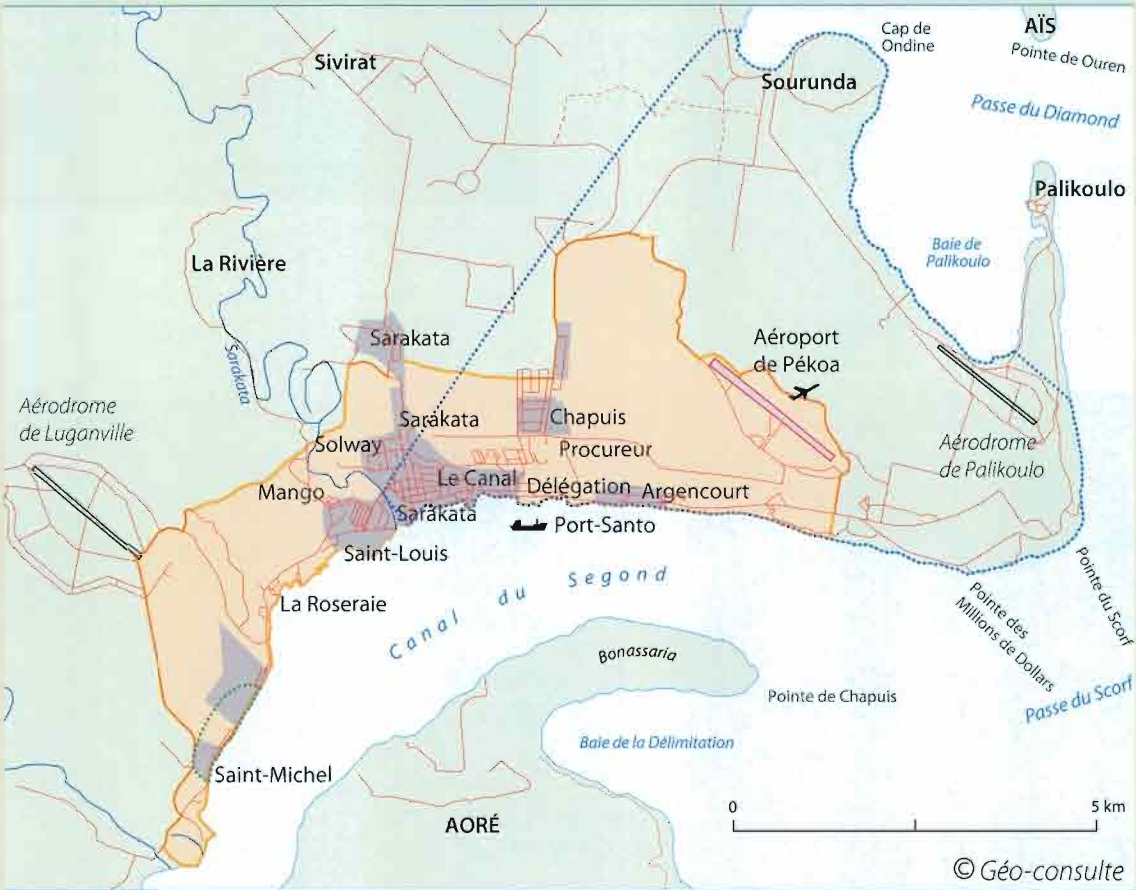 AÏS
Cap de
Ondine
Pointe de Ouren
Sivirat
Sourunda
Passe du Diamond
Palikoulo
Baie de
Palikoulo
La Rivière
Sarakata
Sarakata
Aéroport
de Pékoa
Aérodrome
de Luganville
Sarakata
Chapuis
Aérodrome
de Palikoulo
Solway
Procureur
Mango
Le Canal
Délégation
Argencourt
Sarakata
Port-Santo
Saint-Louis
La Roseraie
Canal du Segond
Pointe des
Millions de Dollars
Pointe du Scorf
Bonassaria
Pointe de Chapuis
Passe du Scorf
Baie de la Délimitation
Saint-Michel
AORÉ
0
5 km
© Géo-consulte